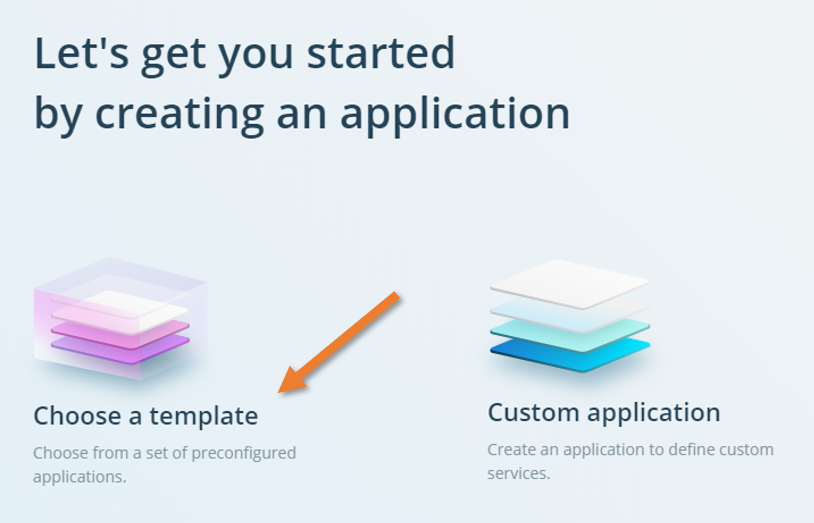 Let's get you started
by creating an application
Choose a template
Choose from a set of preconfigured
applications.
Custom application
Create an application to define custom
services.